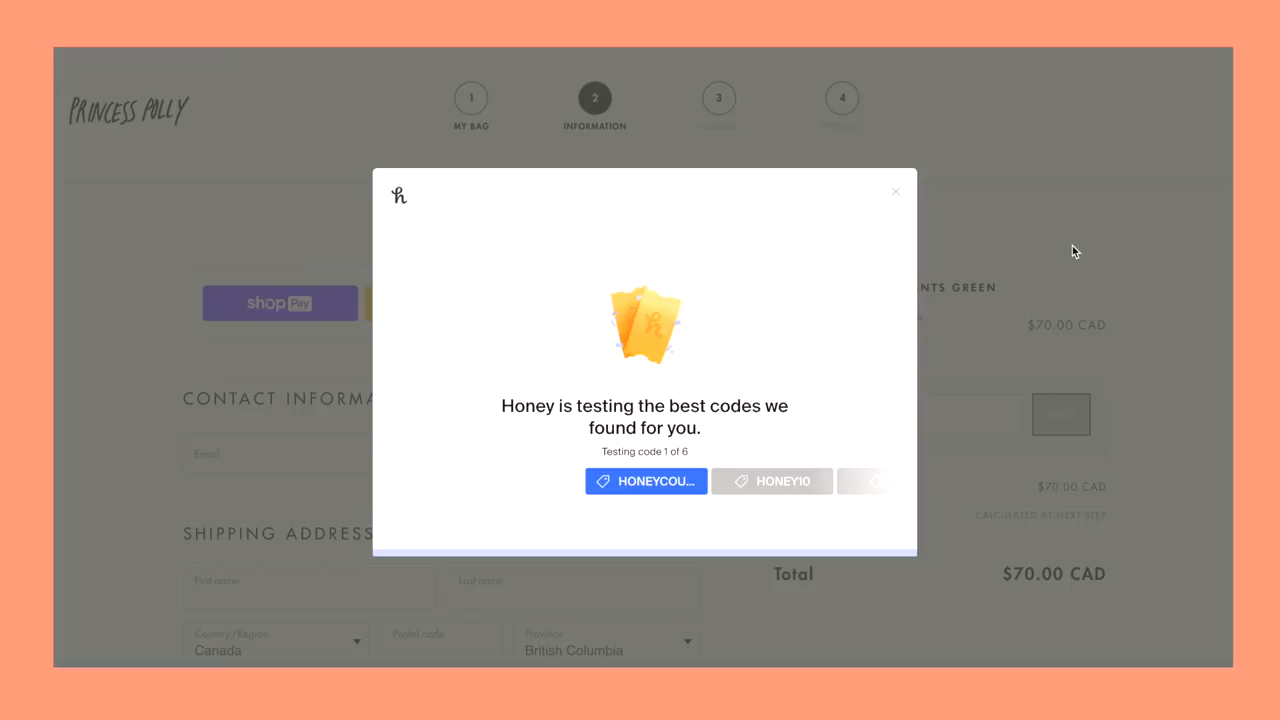 PRINCESS POLLY
1
2
3
4
MY BAG
INFORMATION
h
NTS GREEN
shop Pay
$70.00 CAD
CONTACT INFORMA
Honey is testing the best codes we
found for you.
Email
Testing code 1 of 6
HONEYCOU...
HONEY10
$70.00 CAD
CALCULATED AT NEXT STEP
SHIPPING ADDRESS
Total
$70.00 CAD
First name
Last name
Country/Region
Canada
Postal code
Province
British Columbia